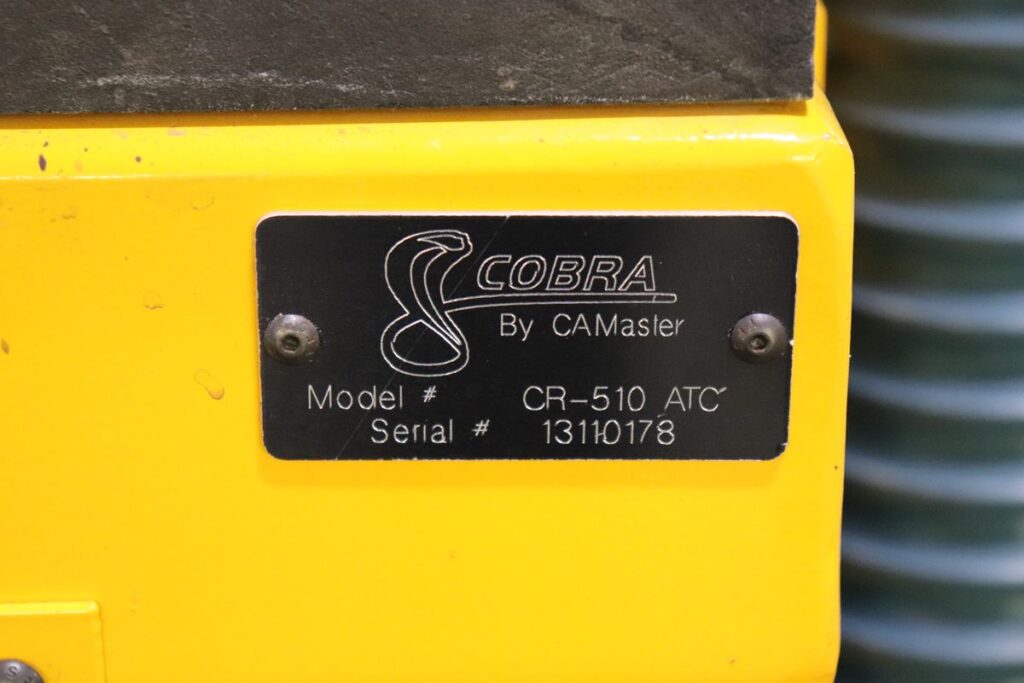 COBRA
By CAMaster
Model # CR-510 ATC
Serial # 13110178